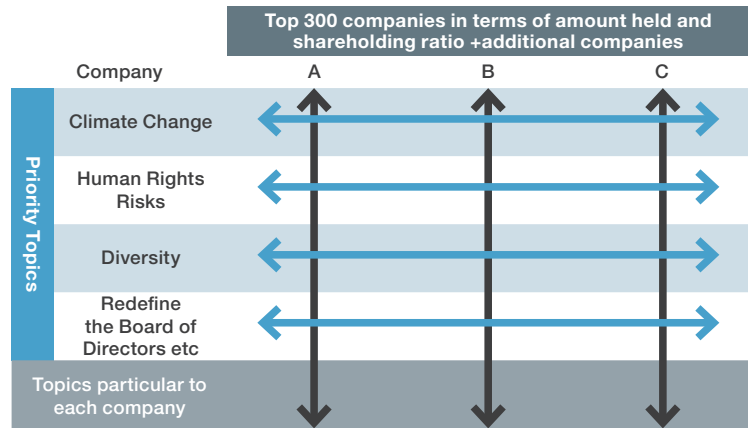 Top 300 companies in terms of amount held and
shareholding ratio +additional companies
Company
A
B
C
Priority Topics
Climate Change
Human Rights
Risks
Diversity
Redefine
the Board of
Directors etc
Topics particular to
each company